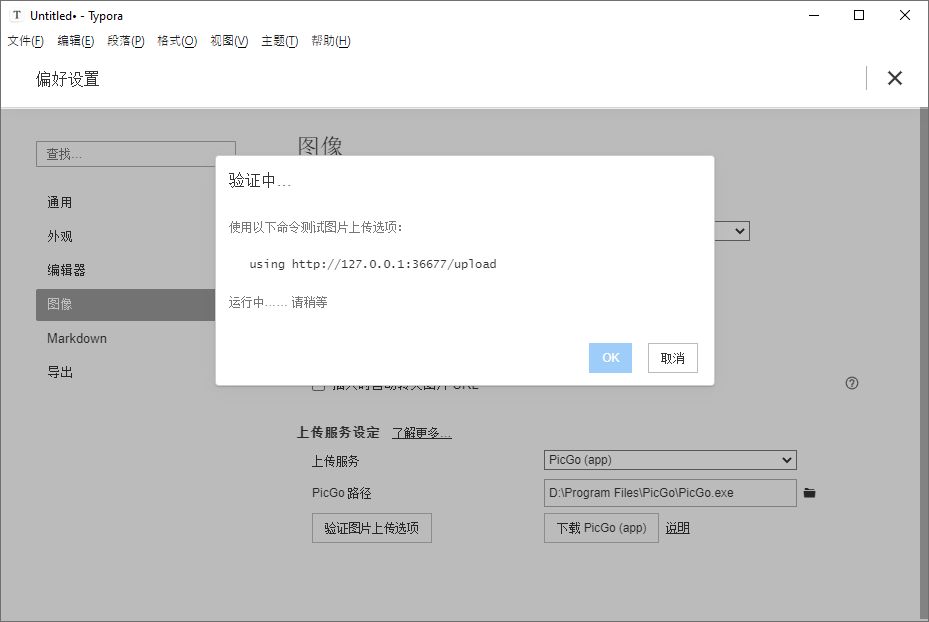 Untitled• - Typora
文件(F) 编辑(E) 段落(P) 格式(O) 视图(V) 主题(T) 帮助(H)
偏好设置
图像
查找...
验证中...
通用
使用以下命令测试图片上传选项:
外观
using http://127.0.0.1:36677/upload
编辑器
图像
运行中…… 请稍等
Markdown
OK 取消
导出
上传服务设定 了解更多...
上传服务 PicGo (app)
PicGo 路径 D:\Program Files\PicGo\PicGo.exe
验证图片上传选项 下载 PicGo (app) 说明